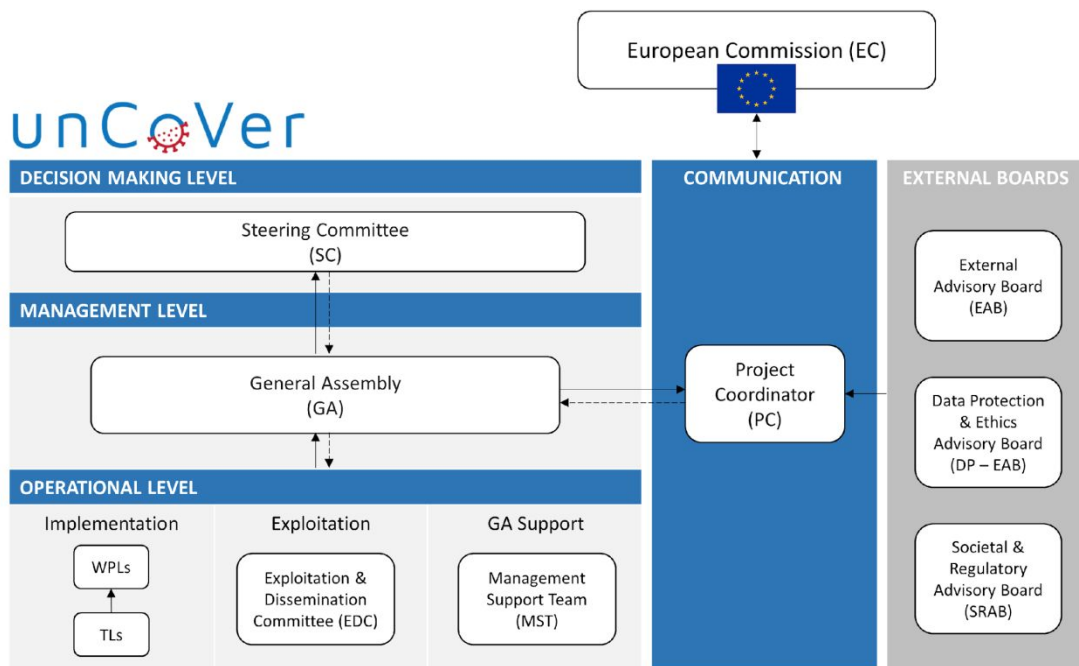 European Commission (EC)
unCoVer
DECISION MAKING LEVEL
Steering Committee
(SC)
MANAGEMENT LEVEL
General Assembly
(GA)
OPERATIONAL LEVEL
Implementation
WPLs
TLs
Exploitation
Exploitation &
Dissemination
Committee (EDC)
GA Support
Management
Support Team
(MST)
COMMUNICATION
Project
Coordinator
(PC)
EXTERNAL BOARDS
External
Advisory Board
(EAB)
Data Protection
& Ethics
Advisory Board
(DP – EAB)
Societal &
Regulatory
Advisory Board
(SRAB)